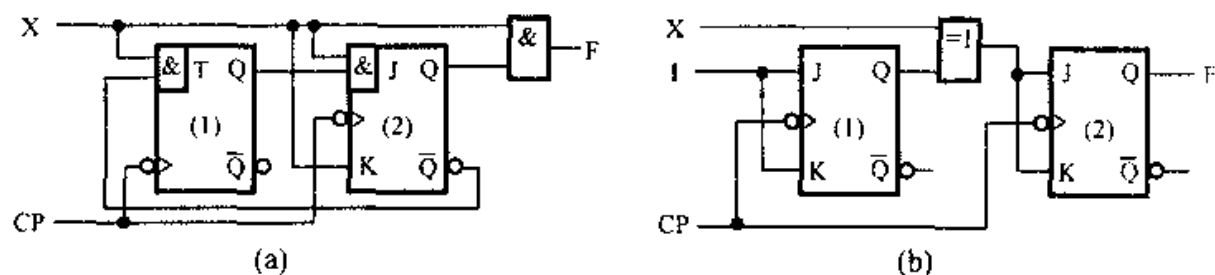 X & T Q & J Q & F
(1) (2)
Q̅ K Q̅
CP
(a)
X =1
1 J Q J Q F
(1) (2)
K Q̅ K Q̅
CP
(b)